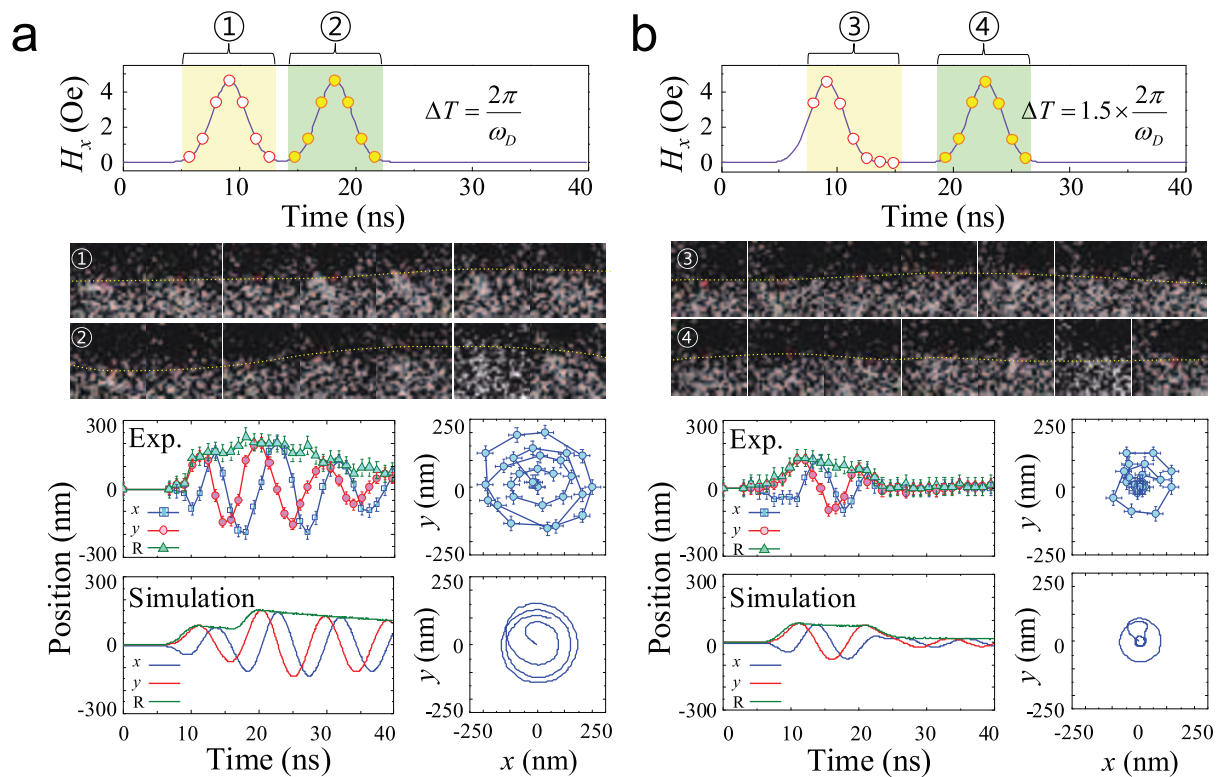 a
① ②
H_x (Oe)
4
2
0
ΔT = 2π/ω_D
0 10 20 30 40
Time (ns)
①
②
Position (nm)
300
0
-300
Exp.
x
y
R
y (nm)
250
0
-250
300
0
-300
Simulation
x
y
R
0 10 20 30 40
Time (ns)
y (nm)
250
0
-250
-250 0 250
x (nm)
b
③ ④
H_x (Oe)
4
2
0
ΔT = 1.5 × 2π/ω_D
0 10 20 30 40
Time (ns)
③
④
Position (nm)
300
0
-300
Exp.
x
y
R
y (nm)
250
0
-250
300
0
-300
Simulation
x
y
R
0 10 20 30 40
Time (ns)
y (nm)
250
0
-250
-250 0 250
x (nm)